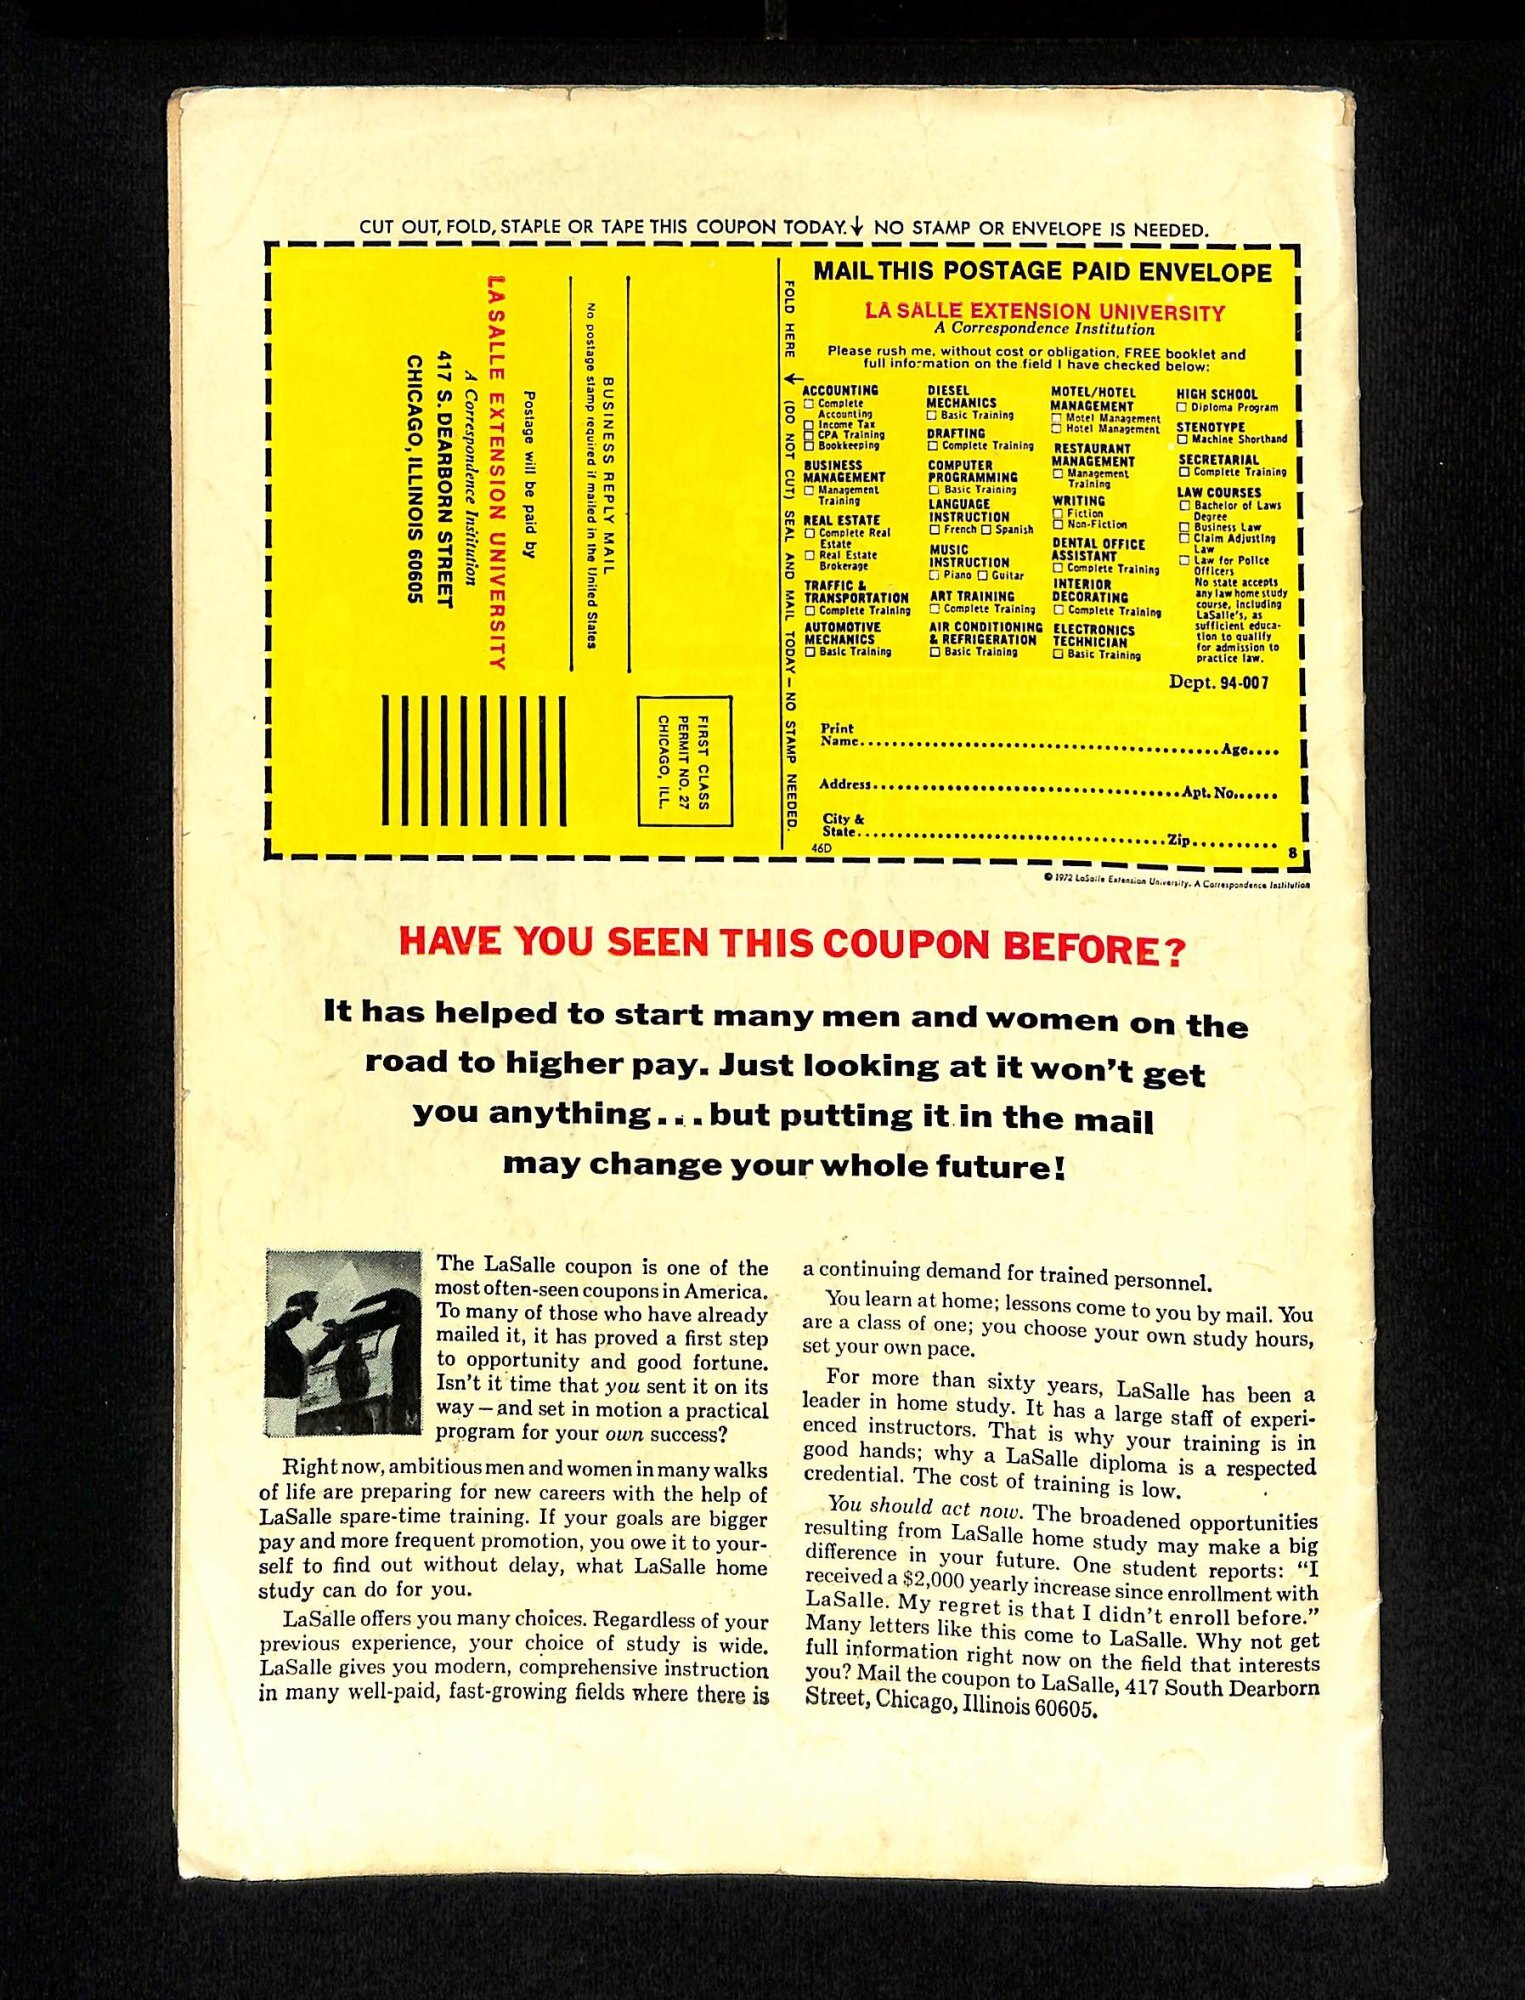 CUT OUT, FOLD, STAPLE OR TAPE THIS COUPON TODAY.↓ NO STAMP OR ENVELOPE IS NEEDED.
FIRST CLASS
PERMIT NO. 27
CHICAGO, ILL.
BUSINESS REPLY MAIL
No postage stamp required if mailed in the United States
Postage will be paid by
LA SALLE EXTENSION UNIVERSITY
A Correspondence Institution
417 S. DEARBORN STREET
CHICAGO, ILLINOIS 60605
FOLD HERE ↓ (DO NOT CUT) SEAL AND MAIL TODAY — NO STAMP NEEDED.
MAIL THIS POSTAGE PAID ENVELOPE
LA SALLE EXTENSION UNIVERSITY
A Correspondence Institution
Please rush me, without cost or obligation, FREE booklet and
full information on the field I have checked below:
ACCOUNTING
☐ Complete
Accounting
☐ Income Tax
☐ CPA Training
☐ Bookkeeping
BUSINESS
MANAGEMENT
☐ Management
Training
REAL ESTATE
☐ Complete Real
Estate
☐ Real Estate
Brokerage
TRAFFIC &
TRANSPORTATION
☐ Complete Training
AUTOMOTIVE
MECHANICS
☐ Basic Training
DIESEL
MECHANICS
☐ Basic Training
DRAFTING
☐ Complete Training
COMPUTER
PROGRAMMING
☐ Basic Training
LANGUAGE
INSTRUCTION
☐ French ☐ Spanish
MUSIC
INSTRUCTION
☐ Piano ☐ Guitar
ART TRAINING
☐ Complete Training
AIR CONDITIONING
& REFRIGERATION
☐ Basic Training
MOTEL/HOTEL
MANAGEMENT
☐ Motel Management
☐ Hotel Management
RESTAURANT
MANAGEMENT
☐ Management
Training
WRITING
☐ Fiction
☐ Non-Fiction
DENTAL OFFICE
ASSISTANT
☐ Complete Training
INTERIOR
DECORATING
☐ Complete Training
ELECTRONICS
TECHNICIAN
☐ Basic Training
HIGH SCHOOL
☐ Diploma Program
STENOTYPE
☐ Machine Shorthand
SECRETARIAL
☐ Complete Training
LAW COURSES
☐ Bachelor of Laws
Degree
☐ Business Law
☐ Claim Adjusting
Law
☐ Law for Police
Officers
No state accepts
any law home study
course, including
LaSalle's, as
sufficient educa-
tion to qualify
for admission to
practice law.
Dept. 94-007
Print
Name........................................Age....
Address........................................Apt. No......
City &
State........................................Zip..........
46D 8
© 1972 LaSalle Extension University. A Correspondence Institution
HAVE YOU SEEN THIS COUPON BEFORE?
It has helped to start many men and women on the
road to higher pay. Just looking at it won't get
you anything...but putting it in the mail
may change your whole future!
The LaSalle coupon is one of the
most often-seen coupons in America.
To many of those who have already
mailed it, it has proved a first step
to opportunity and good fortune.
Isn't it time that you sent it on its
way—and set in motion a practical
program for your own success?
Right now, ambitious men and women in many walks
of life are preparing for new careers with the help of
LaSalle spare-time training. If your goals are bigger
pay and more frequent promotion, you owe it to your-
self to find out without delay, what LaSalle home
study can do for you.
LaSalle offers you many choices. Regardless of your
previous experience, your choice of study is wide.
LaSalle gives you modern, comprehensive instruction
in many well-paid, fast-growing fields where there is
a continuing demand for trained personnel.
You learn at home; lessons come to you by mail. You
are a class of one; you choose your own study hours,
set your own pace.
For more than sixty years, LaSalle has been a
leader in home study. It has a large staff of experi-
enced instructors. That is why your training is in
good hands; why a LaSalle diploma is a respected
credential. The cost of training is low.
You should act now. The broadened opportunities
resulting from LaSalle home study may make a big
difference in your future. One student reports: "I
received a $2,000 yearly increase since enrollment with
LaSalle. My regret is that I didn't enroll before."
Many letters like this come to LaSalle. Why not get
full information right now on the field that interests
you? Mail the coupon to LaSalle, 417 South Dearborn
Street, Chicago, Illinois 60605.